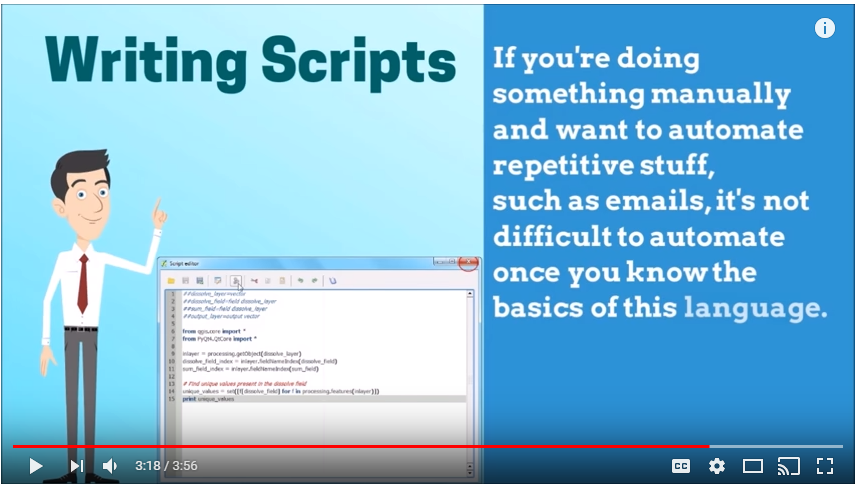 Writing Scripts
If you're doing
something manually
and want to automate
repetitive stuff,
such as emails, it's not
difficult to automate
once you know the
basics of this language.
Script editor
1 ##dissolve_layer=vector
2 ##dissolve_field=field dissolve_layer
3 ##sum_field=field dissolve_layer
4 ##output_layer=output vector
5
6 from qgis.core import *
7 from PyQt4.QtCore import *
8
9 inlayer = processing.getObject(dissolve_layer)
10 dissolve_field_index = inlayer.fieldNameIndex(dissolve_field)
11 sum_field_index = inlayer.fieldNameIndex(sum_field)
12
13 # Find unique values present in the dissolve field
14 unique_values = set([f[dissolve_field] for f in processing.features(inlayer)])
15 print unique_values
3:18 / 3:56
CC